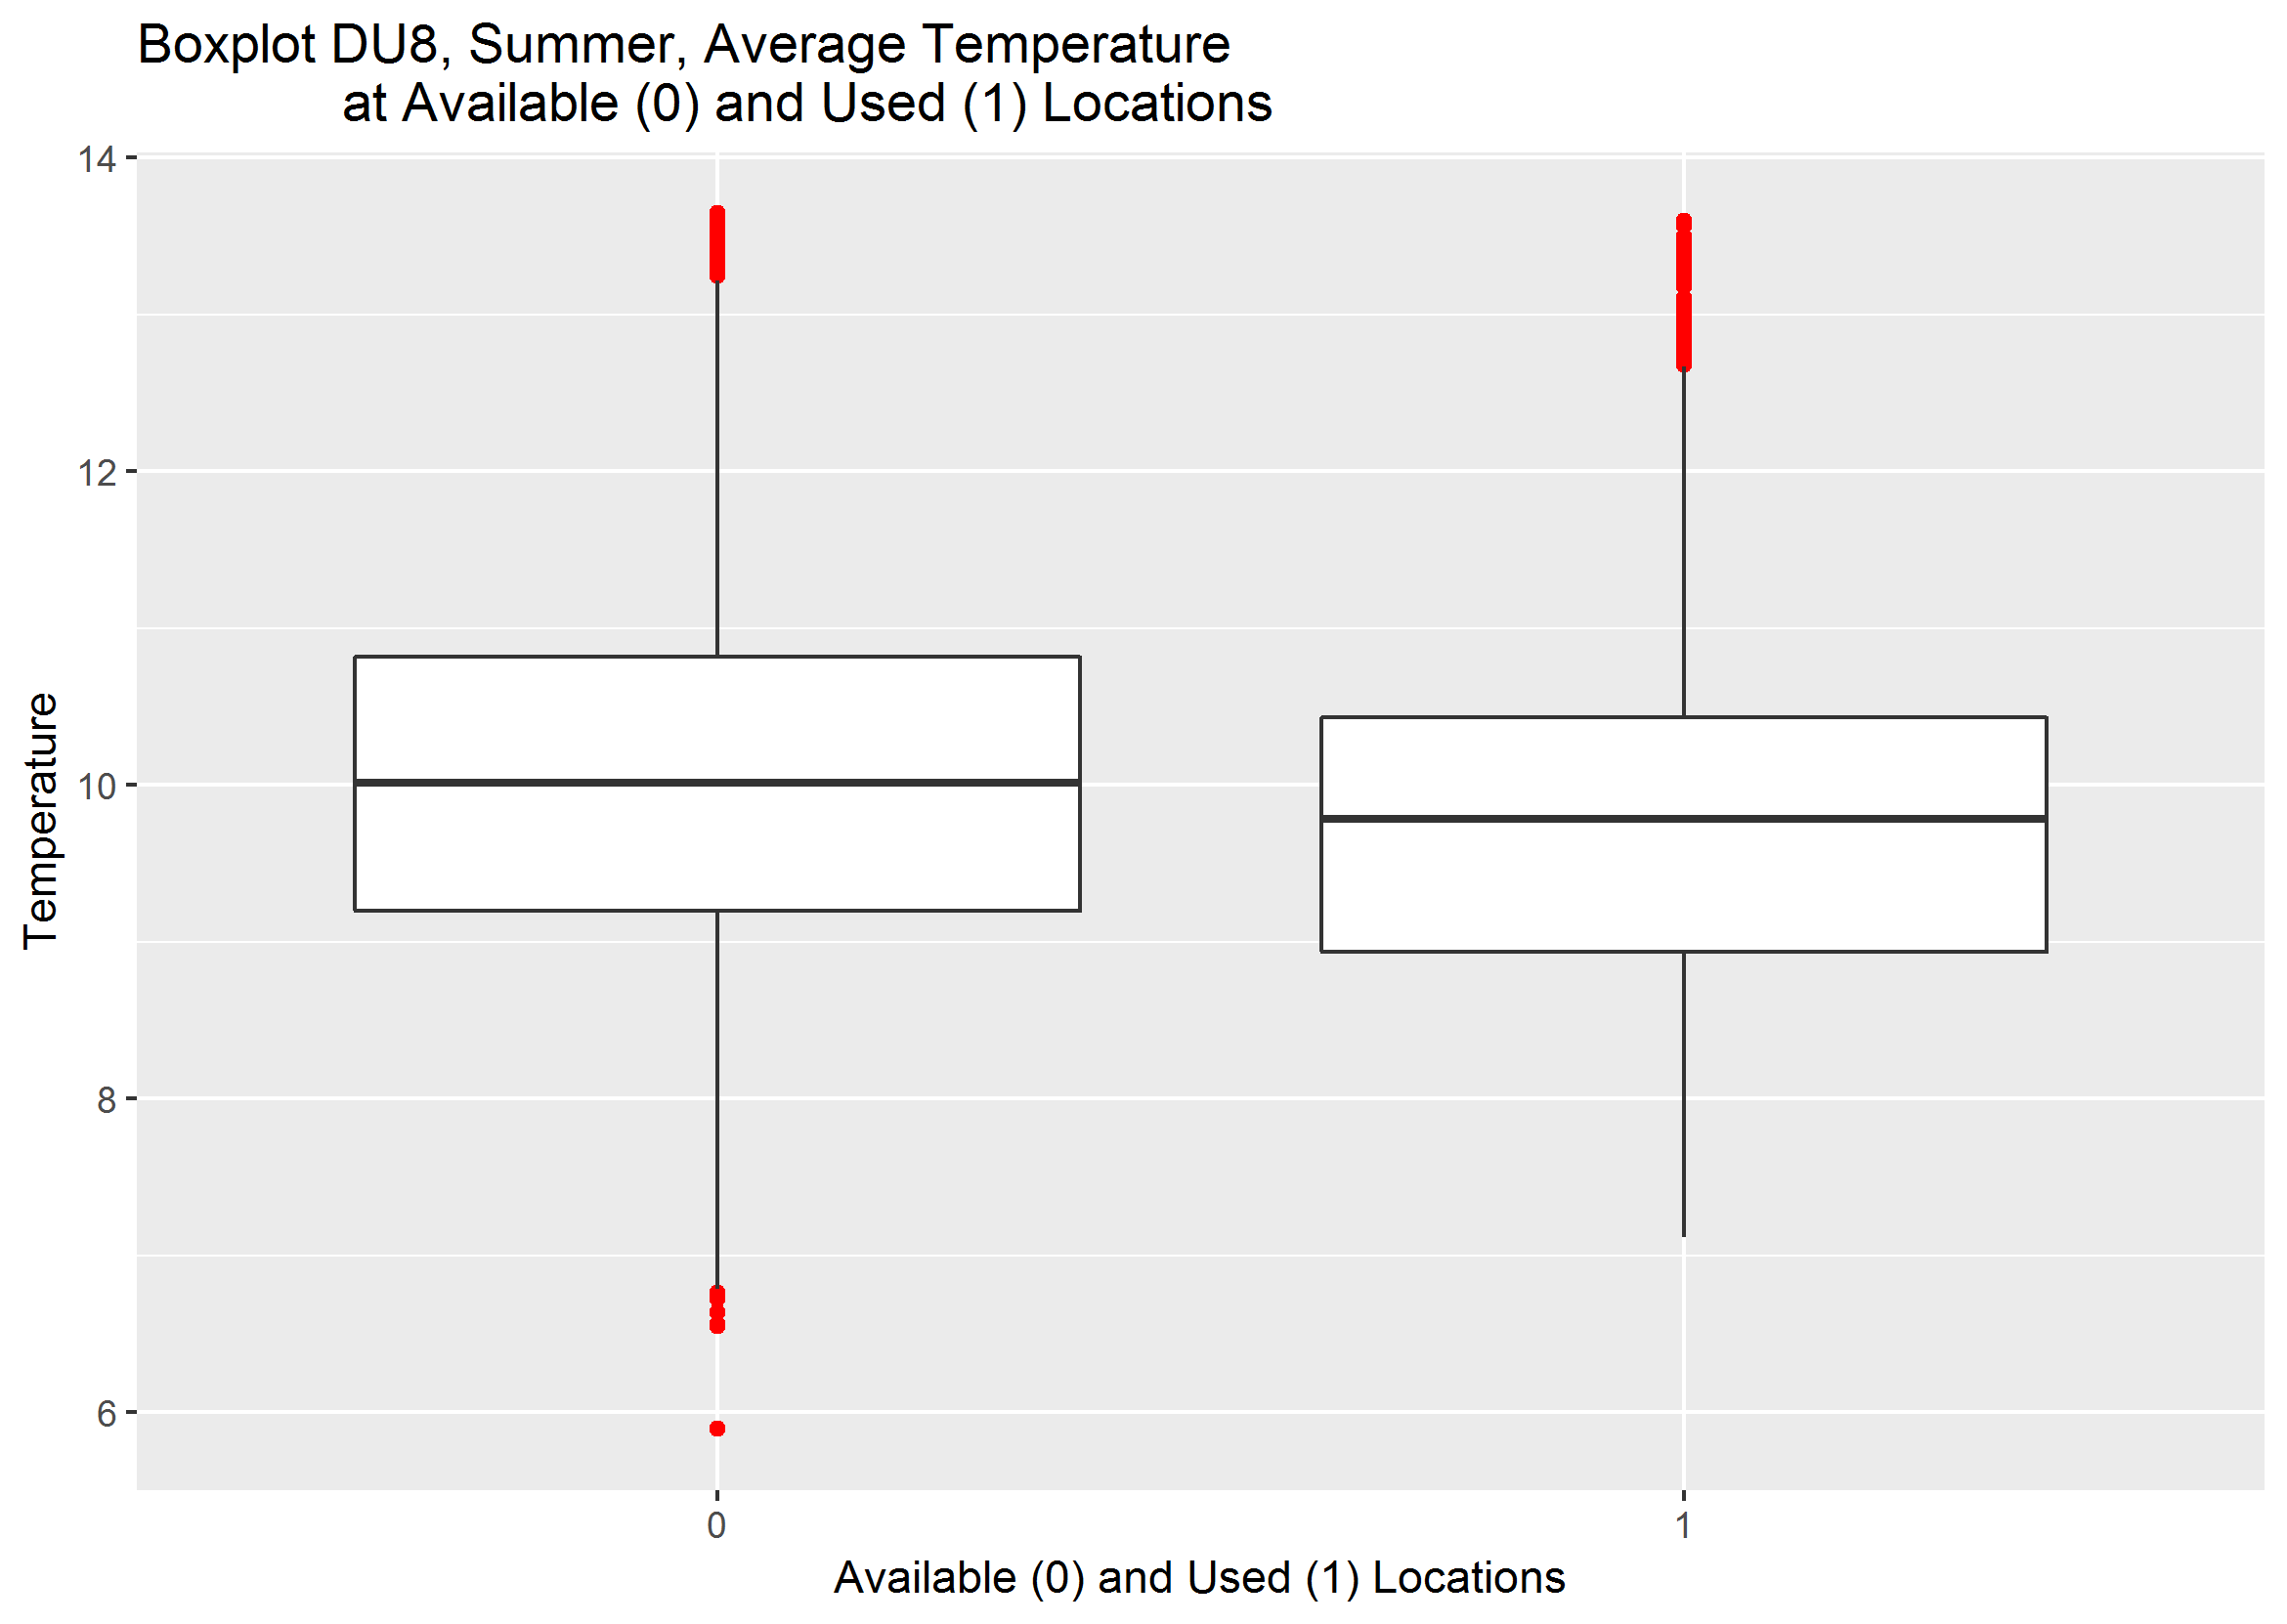 Boxplot DU8, Summer, Average Temperature
at Available (0) and Used (1) Locations
14
12
10
8
6
Temperature
0 1
Available (0) and Used (1) Locations